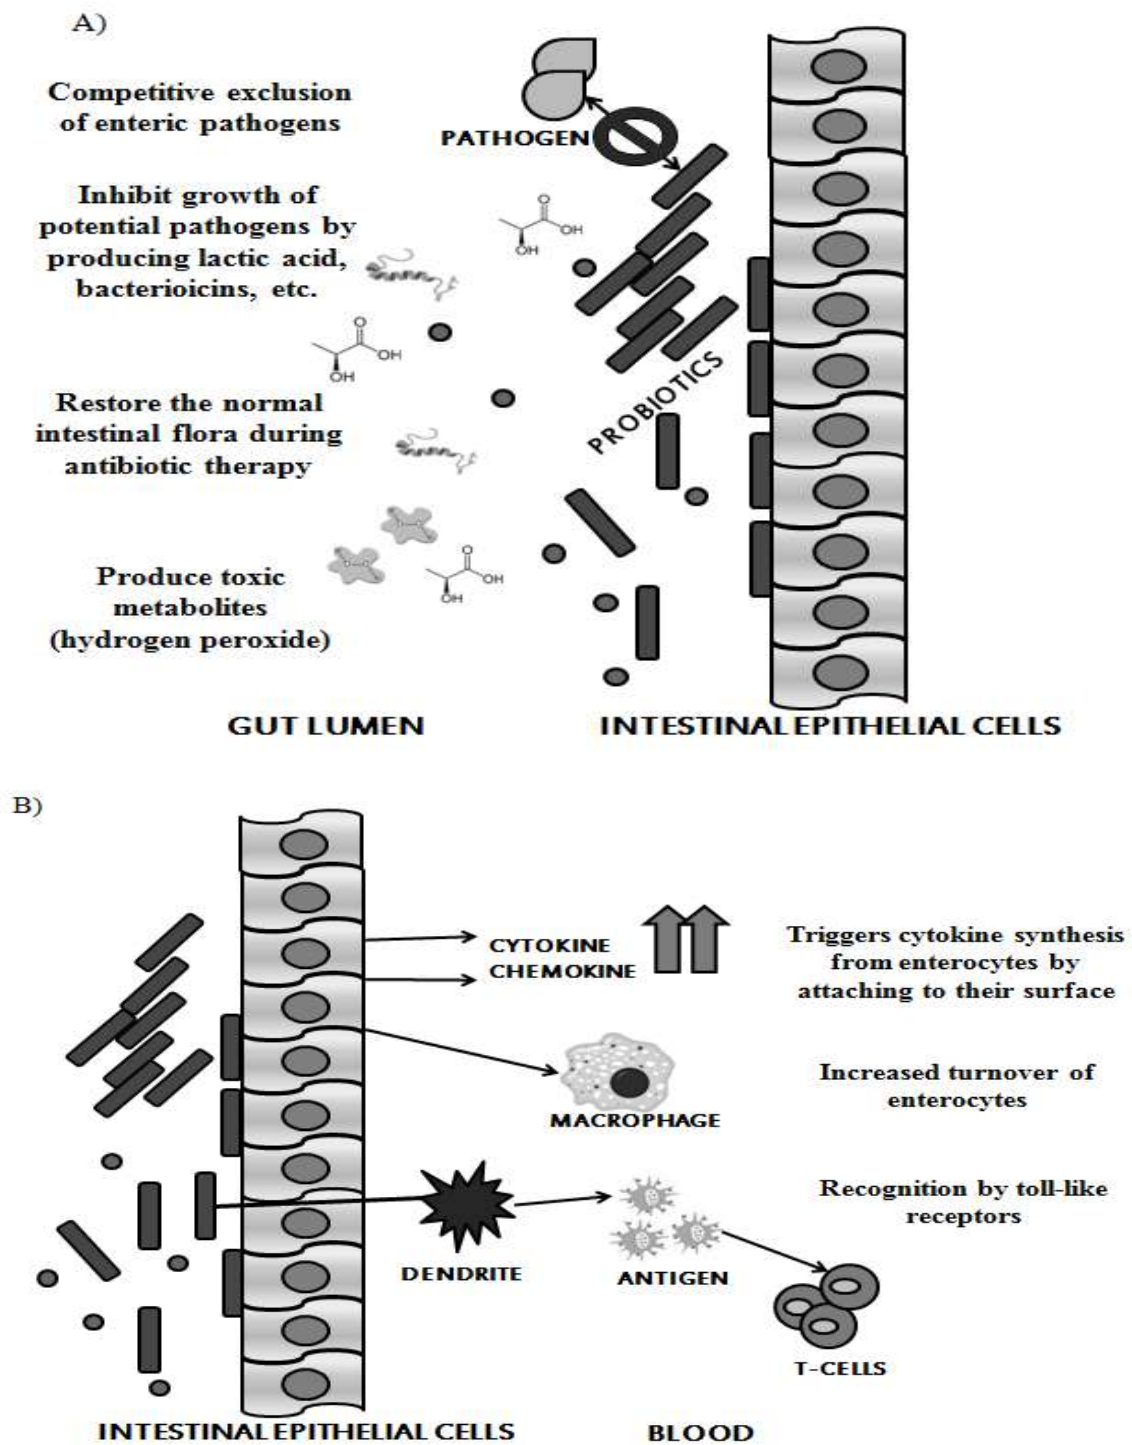 A)
Competitive exclusion
of enteric pathogens
PATHOGEN
Inhibit growth of
potential pathogens by
producing lactic acid,
bacterioicins, etc.
O
OH
OH
O
OH
OH
PROBIOTICS
Restore the normal
intestinal flora during
antibiotic therapy
Produce toxic
metabolites
(hydrogen peroxide)
O
OH
OH
GUT LUMEN
INTESTINAL EPITHELIAL CELLS
B)
CYTOKINE
CHEMOKINE
Triggers cytokine synthesis
from enterocytes by
attaching to their surface
MACROPHAGE
Increased turnover of
enterocytes
DENDRITE
ANTIGEN
Recognition by toll-like
receptors
T-CELLS
INTESTINAL EPITHELIAL CELLS
BLOOD